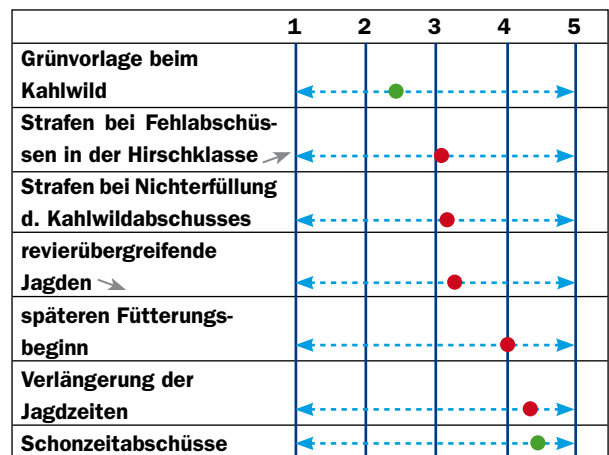 1 2 3 4 5
Grünvorlage beim
Kahlwild
Strafen bei Fehlabschüs-
sen in der Hirschklasse
Strafen bei Nichterfüllung
d. Kahlwildabschusses
revierübergreifende
Jagden
späteren Fütterungs-
beginn
Verlängerung der
Jagdzeiten
Schonzeitabschüsse